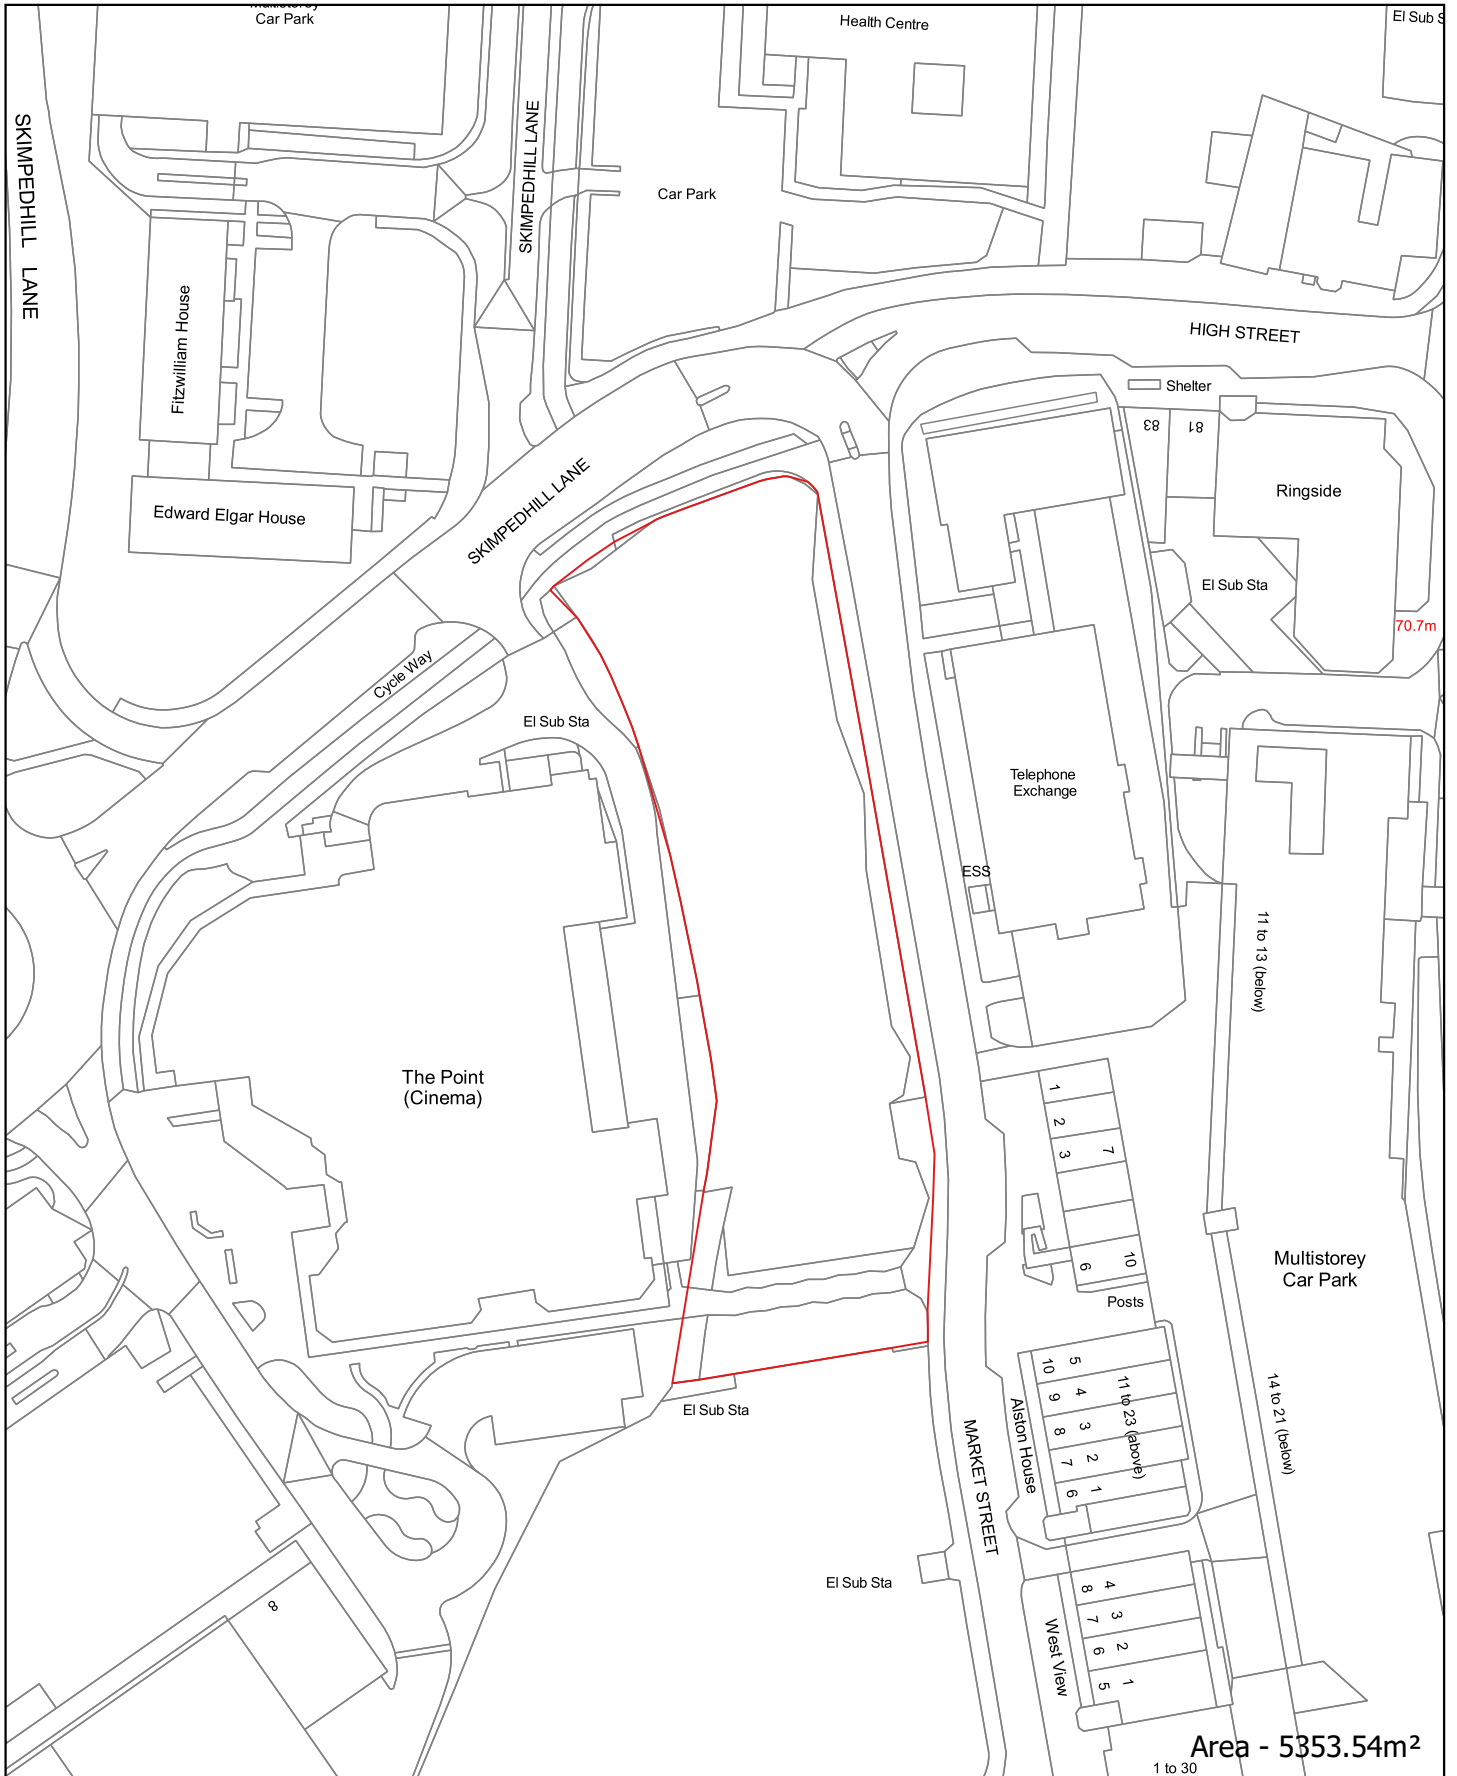 Multistorey
Car Park
Health Centre
El Sub S
SKIMPEDHILL LANE
SKIMPEDHILL LANE
Car Park
Fitzwilliam House
HIGH STREET
Shelter
83
81
Ringside
Edward Elgar House
SKIMPEDHILL LANE
El Sub Sta
70.7m
Cycle Way
El Sub Sta
Telephone
Exchange
ESS
11 to 13 (below)
The Point
(Cinema)
1
2
3
7
6
10
Multistorey
Car Park
Posts
10
5
9
4
8
3
7
2
6
1
11 to 23 (above)
Alston House
14 to 21 (below)
El Sub Sta
MARKET STREET
El Sub Sta
8
West View
8
4
7
3
6
2
5
1
Area - 5353.54m²
1 to 30